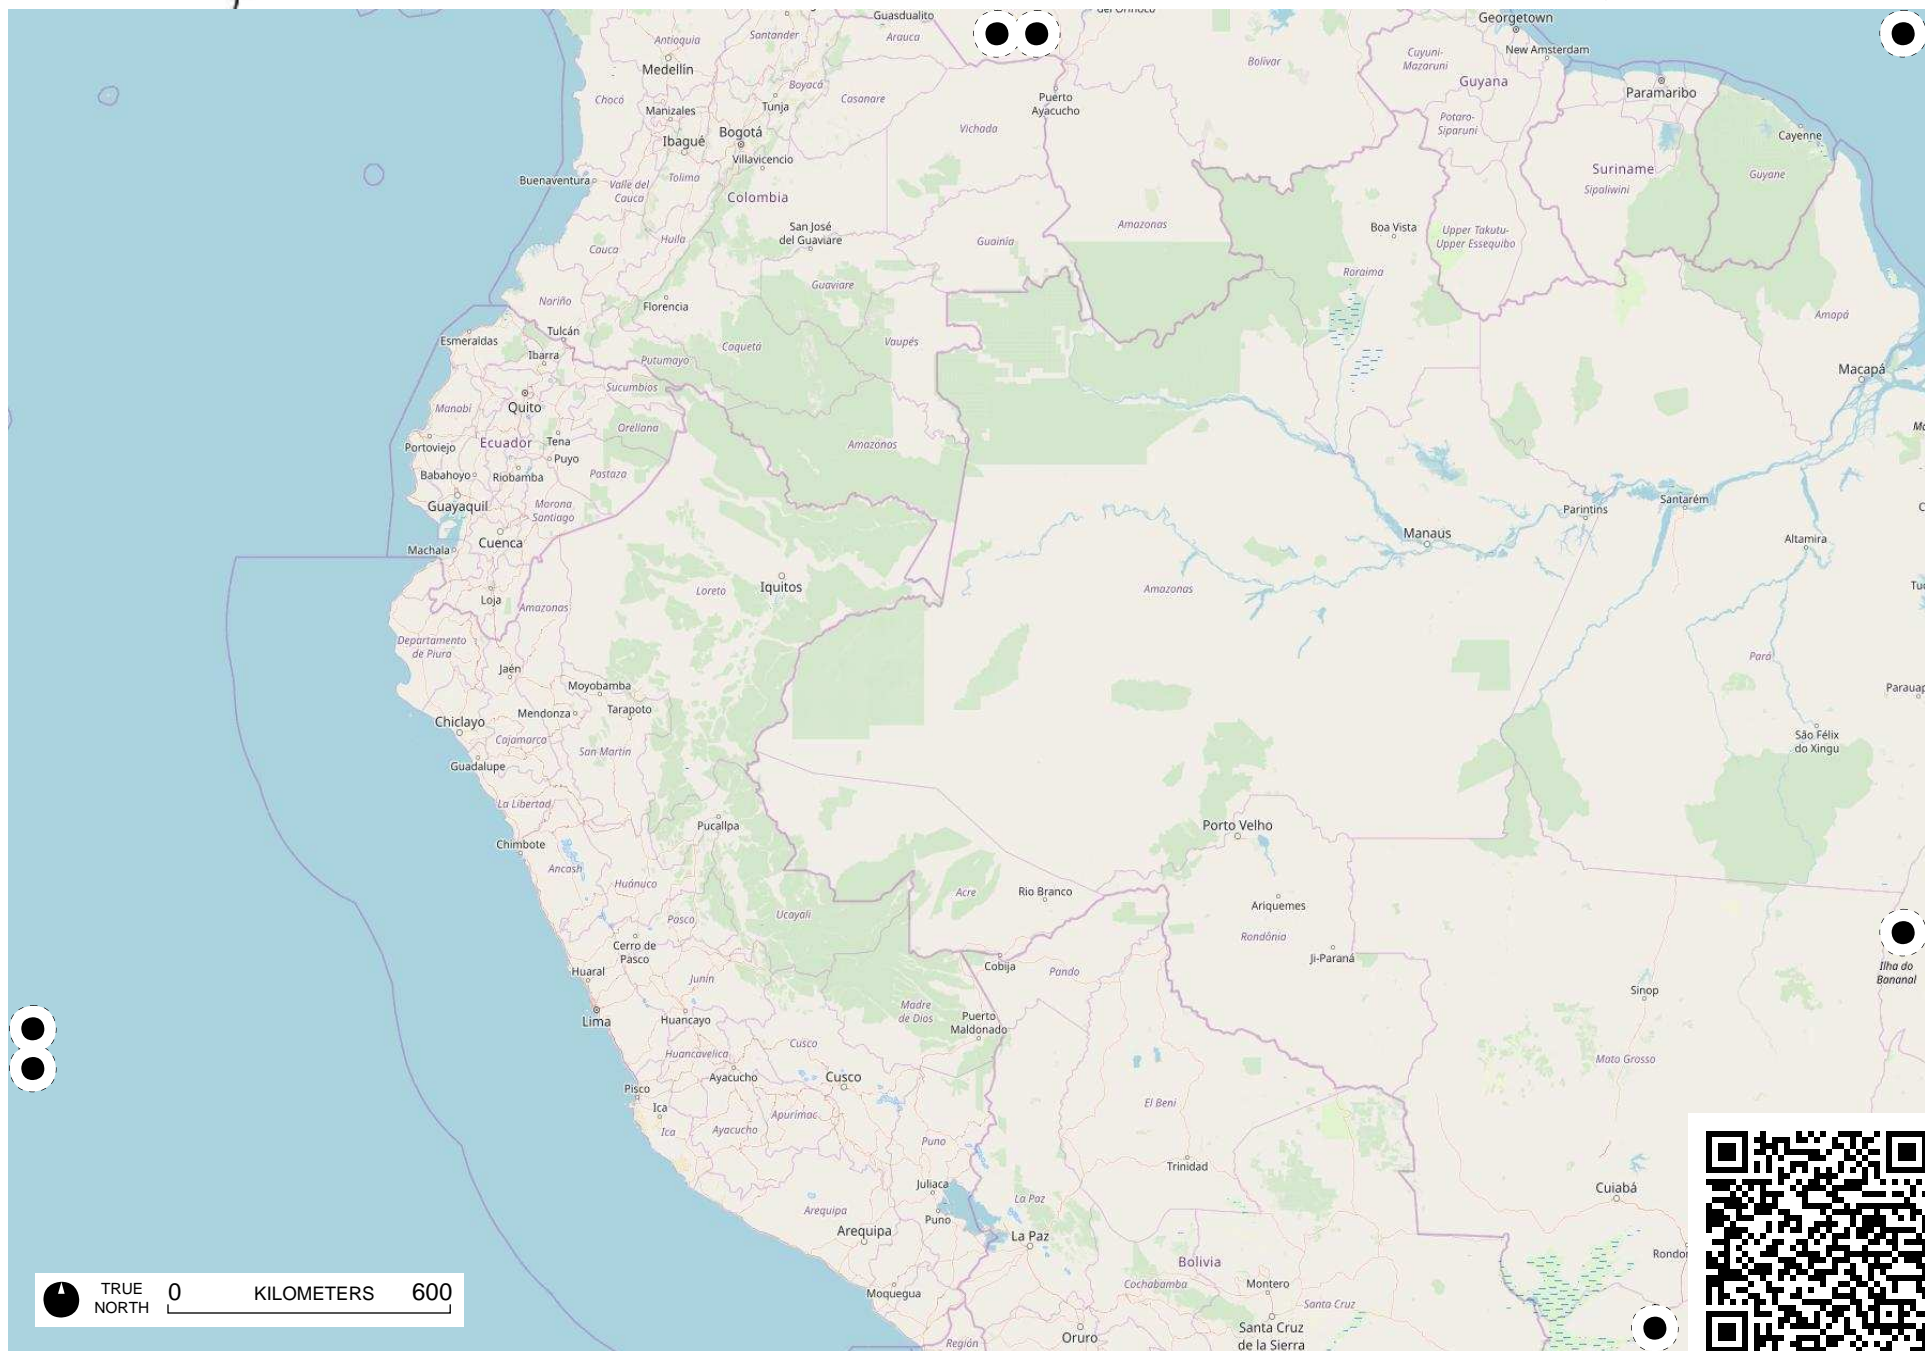 Guasdualito
Georgetown
Antioquia
Santander
Arauca
Medellín
Bolívar
Cuyuni-
Mazaruni
New Amsterdam
Guyana
Boyacá
Chocó
Casanare
Puerto
Ayacucho
Paramaribo
Manizales
Tunja
Vichada
Potaro-
Siparuni
Bogotá
Ibagué
Villavicencio
Cayenne
Buenaventura
Valle del
Cauca
Tolima
Colombia
Suriname
Sipaliwini
Guyane
San José
del Guaviare
Amazonas
Boa Vista
Upper Takutu-
Upper Essequibo
Cauca
Huila
Guainía
Roraima
Guaviare
Nariño
Florencia
Amapá
Tulcán
Esmeraldas
Ibarra
Caquetá
Vaupés
Putumayo
Macapá
Sucumbíos
Quito
Manabí
Orellana
Portoviejo
Ecuador
Tena
Puyo
Amazonas
Babahoyo
Riobamba
Pastaza
Guayaquil
Morona
Santiago
Santarém
Parintins
Manaus
Cuenca
Machala
Altamira
Iquitos
Loreto
Amazonas
Loja
Amazonas
Departamento
de Piura
Pará
Jaén
Moyobamba
Tarapoto
Mendonza
Parauap
Chiclayo
Cajamarca
San Martín
São Félix
do Xingu
Guadalupe
La Libertad
Pucallpa
Porto Velho
Chimbote
Ancash
Huánuco
Acre
Rio Branco
Ariquemes
Pasco
Ucayali
Rondônia
Cerro de
Pasco
Ji-Paraná
Huaral
Junín
Cobija
Pando
Ilha do
Bananal
Sinop
Lima
Huancayo
Madre
de Dios
Puerto
Maldonado
Cusco
Huancavelica
Mato Grosso
Pisco
Ayacucho
Cusco
Ica
Apurímac
El Beni
Ica
Ayacucho
Puno
Trinidad
Juliaca
La Paz
Cuiabá
Arequipa
Puno
Arequipa
La Paz
Bolivia
Rondon
Cochabamba
Montero
Moquegua
Santa Cruz
TRUE
NORTH
0 KILOMETERS 600
Oruro
Santa Cruz
de la Sierra
Región